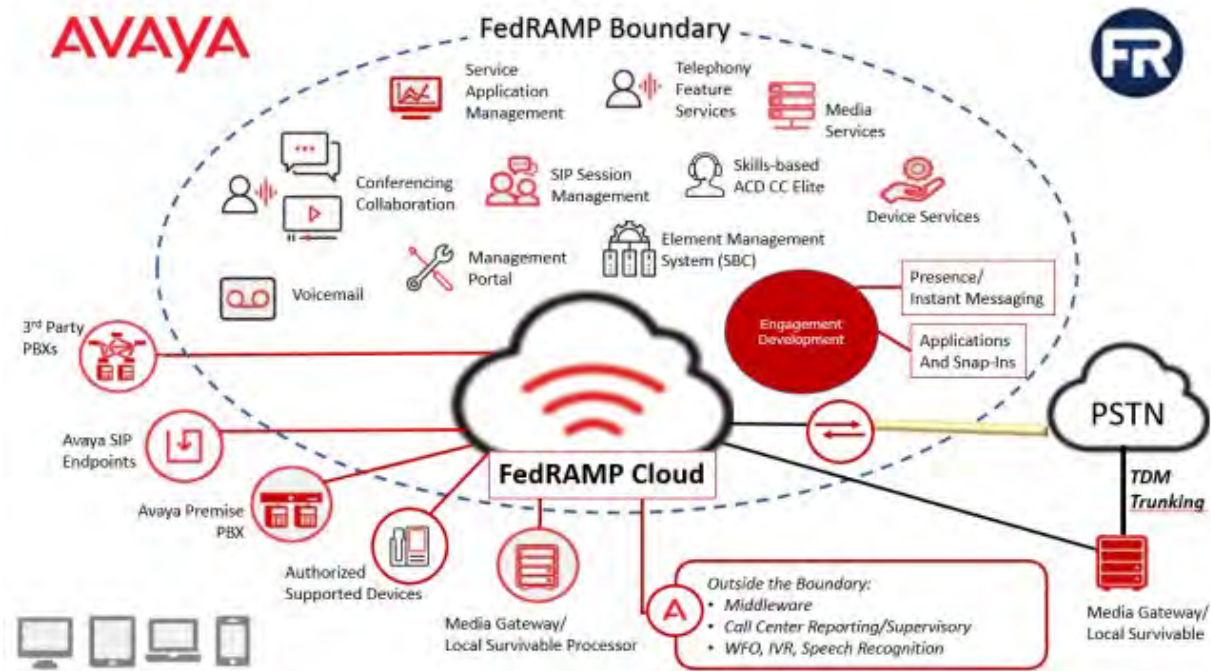 AVAYA
FedRAMP Boundary
FR
Service
Application
Management
Telephony
Feature
Services
Media
Services
Conferencing
Collaboration
SIP Session
Management
Skills-based
ACD CC Elite
Device Services
Management
Portal
Element Management
System (SBC)
Voicemail
Presence/
Instant Messaging
Engagement
Development
Applications
And Snap-Ins
3rd Party
PBXs
Avaya SIP
Endpoints
Avaya Premise
PBX
Authorized
Supported Devices
FedRAMP Cloud
PSTN
TDM
Trunking
Media Gateway/
Local Survivable Processor
Outside the Boundary:
• Middleware
• Call Center Reporting/Supervisory
• WFO, IVR, Speech Recognition
Media Gateway/
Local Survivable